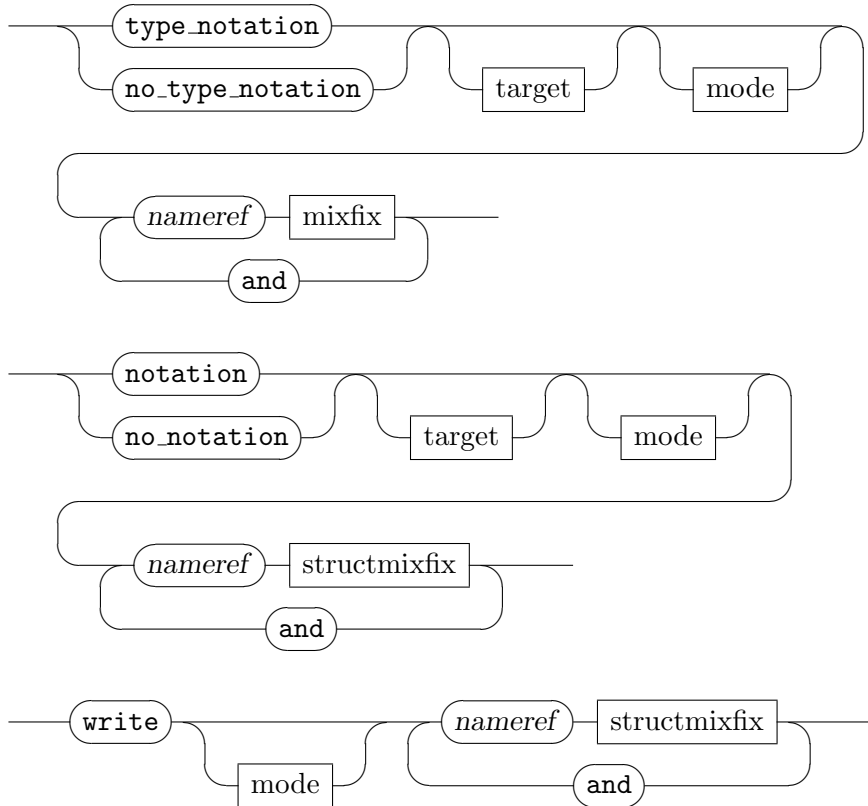 type_notation
no_type_notation target mode
nameref mixfix
and
notation
no_notation target mode
nameref structmixfix
and
write nameref structmixfix
mode and